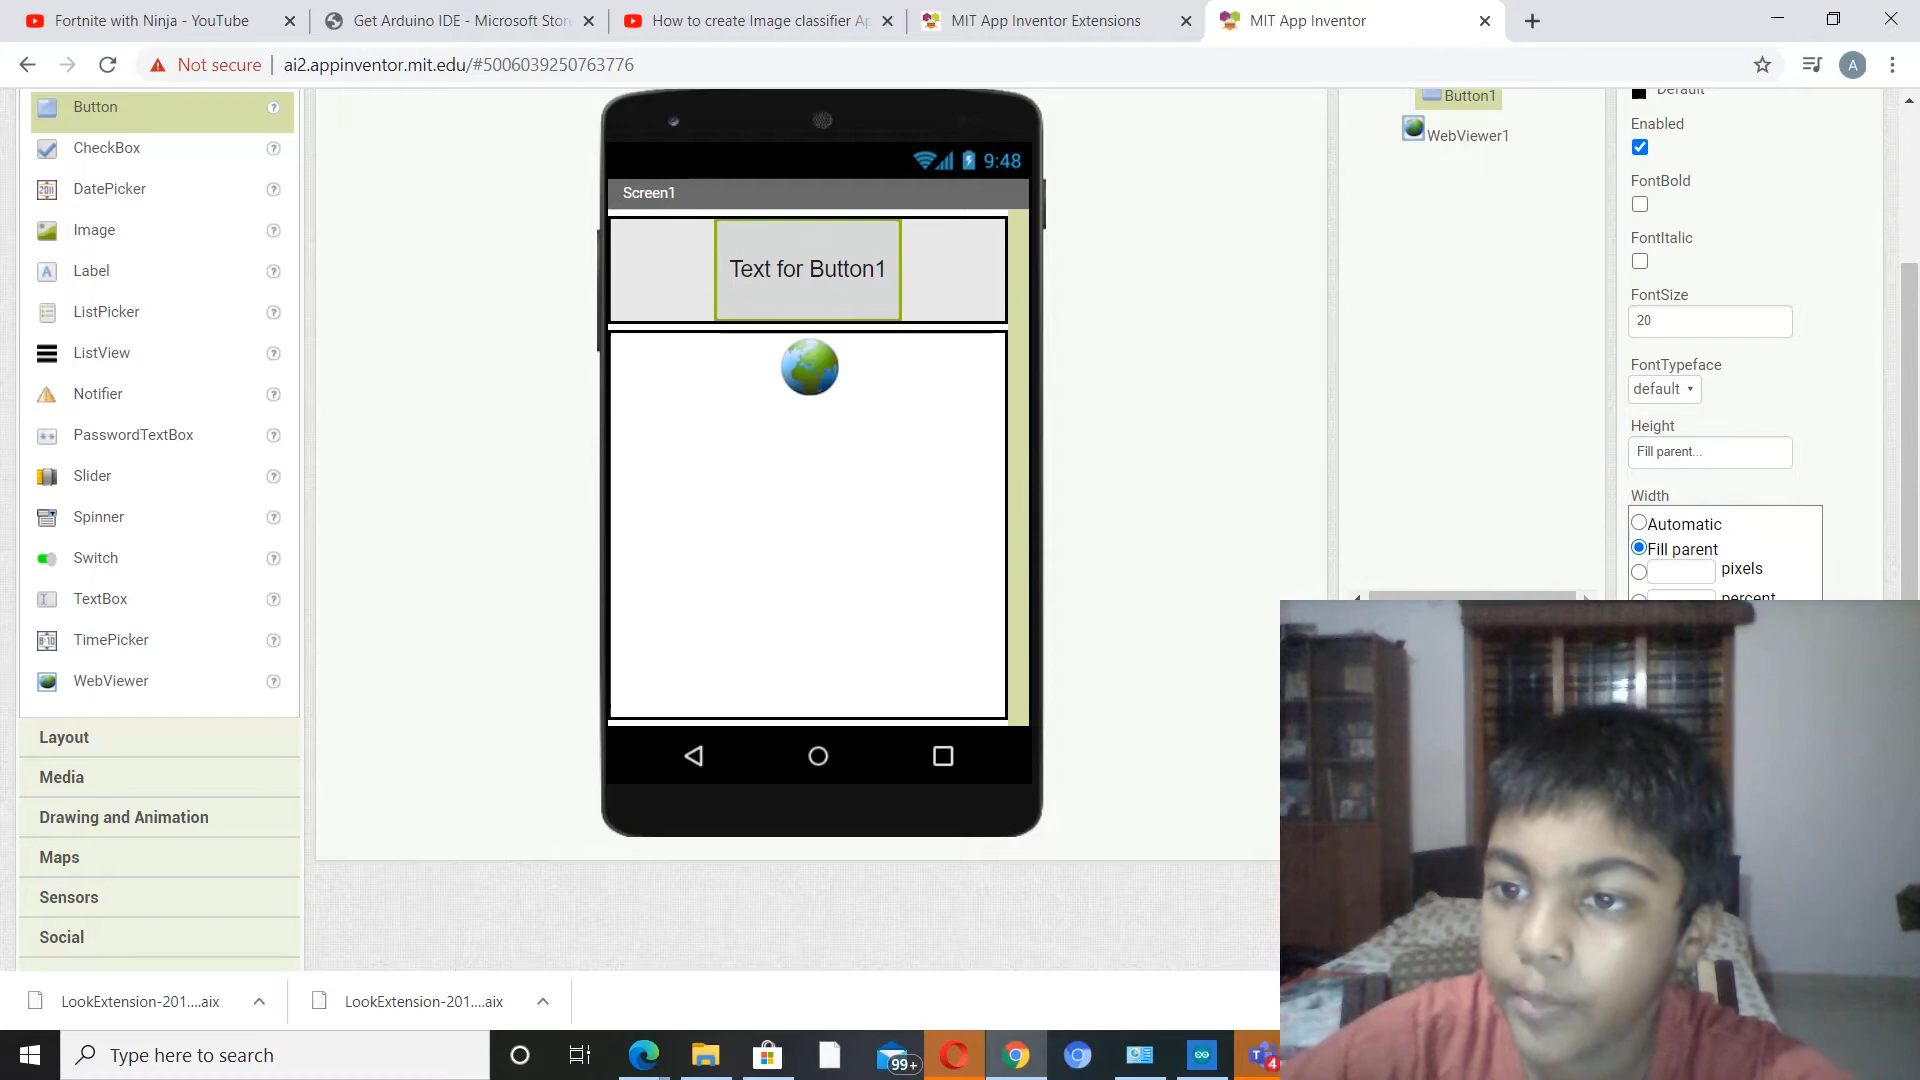 Fortnite with Ninja - YouTube
Get Arduino IDE - Microsoft Stor
How to create Image classifier Ap
MIT App Inventor Extensions
MIT App Inventor
Not secure
ai2.appinventor.mit.edu/#5006039250763776
A
Button
CheckBox
DatePicker
Image
Label
ListPicker
ListView
Notifier
PasswordTextBox
Slider
Spinner
Switch
TextBox
TimePicker
WebViewer
Layout
Media
Drawing and Animation
Maps
Sensors
Social
9:48
Screen1
Text for Button1
Button1
WebViewer1
Default
Enabled
FontBold
FontItalic
FontSize
20
FontTypeface
default
Height
Fill parent...
Width
Automatic
Fill parent
pixels
percent
LookExtension-201....aix
LookExtension-201....aix
Type here to search
99+
4